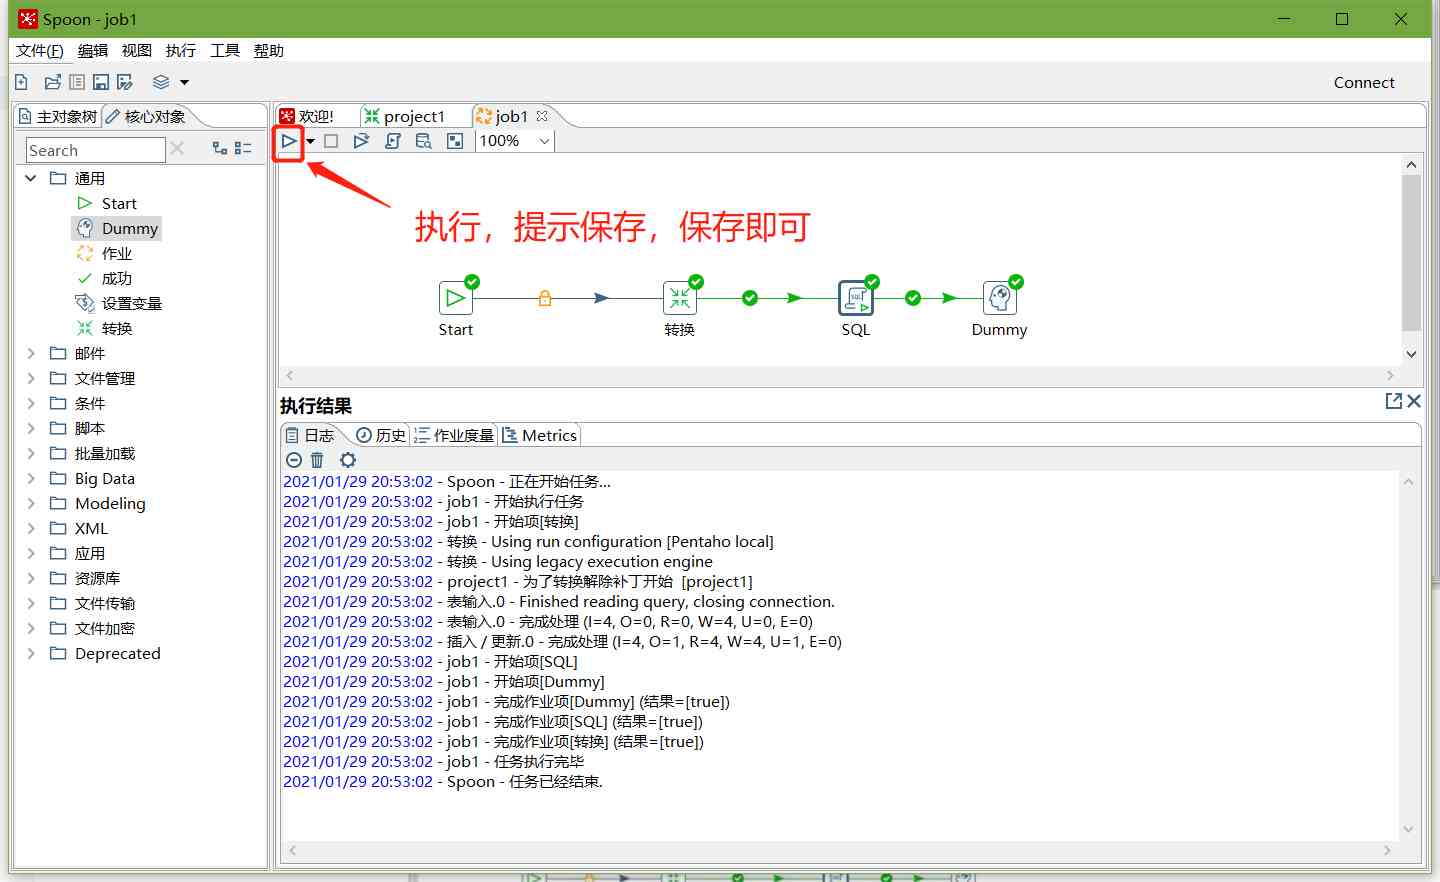 Spoon - job1
文件(F) 编辑 视图 执行 工具 帮助
Connect
主对象树 核心对象
欢迎! project1 job1
Search
100%
通用
Start
Dummy
作业
成功
设置变量
转换
邮件
文件管理
条件
脚本
批量加载
Big Data
Modeling
XML
应用
资源库
文件传输
文件加密
Deprecated
执行，提示保存，保存即可
Start 转换 SQL Dummy
执行结果
日志 历史 作业度量 Metrics
2021/01/29 20:53:02 - Spoon - 正在开始任务...
2021/01/29 20:53:02 - job1 - 开始执行任务
2021/01/29 20:53:02 - job1 - 开始项[转换]
2021/01/29 20:53:02 - 转换 - Using run configuration [Pentaho local]
2021/01/29 20:53:02 - 转换 - Using legacy execution engine
2021/01/29 20:53:02 - project1 - 为了转换解除补丁开始  [project1]
2021/01/29 20:53:02 - 表输入.0 - Finished reading query, closing connection.
2021/01/29 20:53:02 - 表输入.0 - 完成处理 (I=4, O=0, R=0, W=4, U=0, E=0)
2021/01/29 20:53:02 - 插入 / 更新.0 - 完成处理 (I=4, O=1, R=4, W=4, U=1, E=0)
2021/01/29 20:53:02 - job1 - 开始项[SQL]
2021/01/29 20:53:02 - job1 - 开始项[Dummy]
2021/01/29 20:53:02 - job1 - 完成作业项[Dummy] (结果=[true])
2021/01/29 20:53:02 - job1 - 完成作业项[SQL] (结果=[true])
2021/01/29 20:53:02 - job1 - 完成作业项[转换] (结果=[true])
2021/01/29 20:53:02 - job1 - 任务执行完毕
2021/01/29 20:53:02 - Spoon - 任务已经结束.